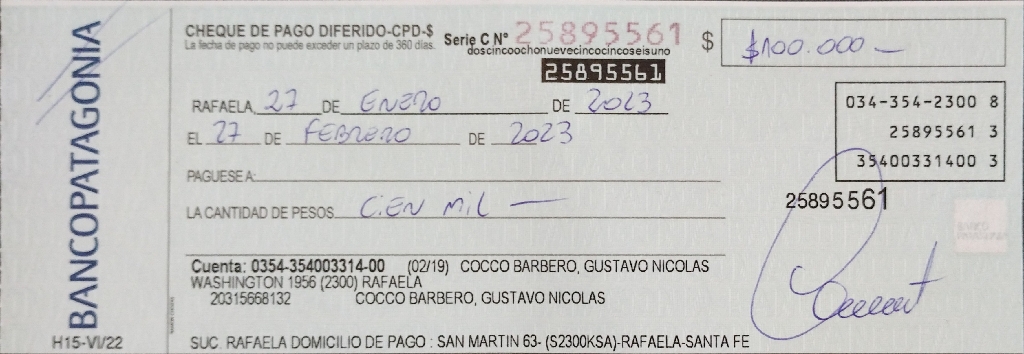 BANCOPATAGONIA
H15-VI/22
CHEQUE DE PAGO DIFERIDO-CPD-$
La fecha de pago no puede exceder un plazo de 360 días.
Serie C N° 25895561
doscincoochonuevecincocincoseisuno
25895561
$ $100.000 —
RAFAELA, 27 DE ENERO DE 2023
EL 27 DE FEBRERO DE 2023
034-354-2300 8
25895561 3
35400331400 3
PAGUESE A:
LA CANTIDAD DE PESOS CIEN MIL —
25895561
Cuenta: 0354-354003314-00 (02/19) COCCO BARBERO, GUSTAVO NICOLAS
WASHINGTON 1956 (2300) RAFAELA
20315668132 COCCO BARBERO, GUSTAVO NICOLAS
SUC. RAFAELA DOMICILIO DE PAGO : SAN MARTIN 63- (S2300KSA)-RAFAELA-SANTA FE